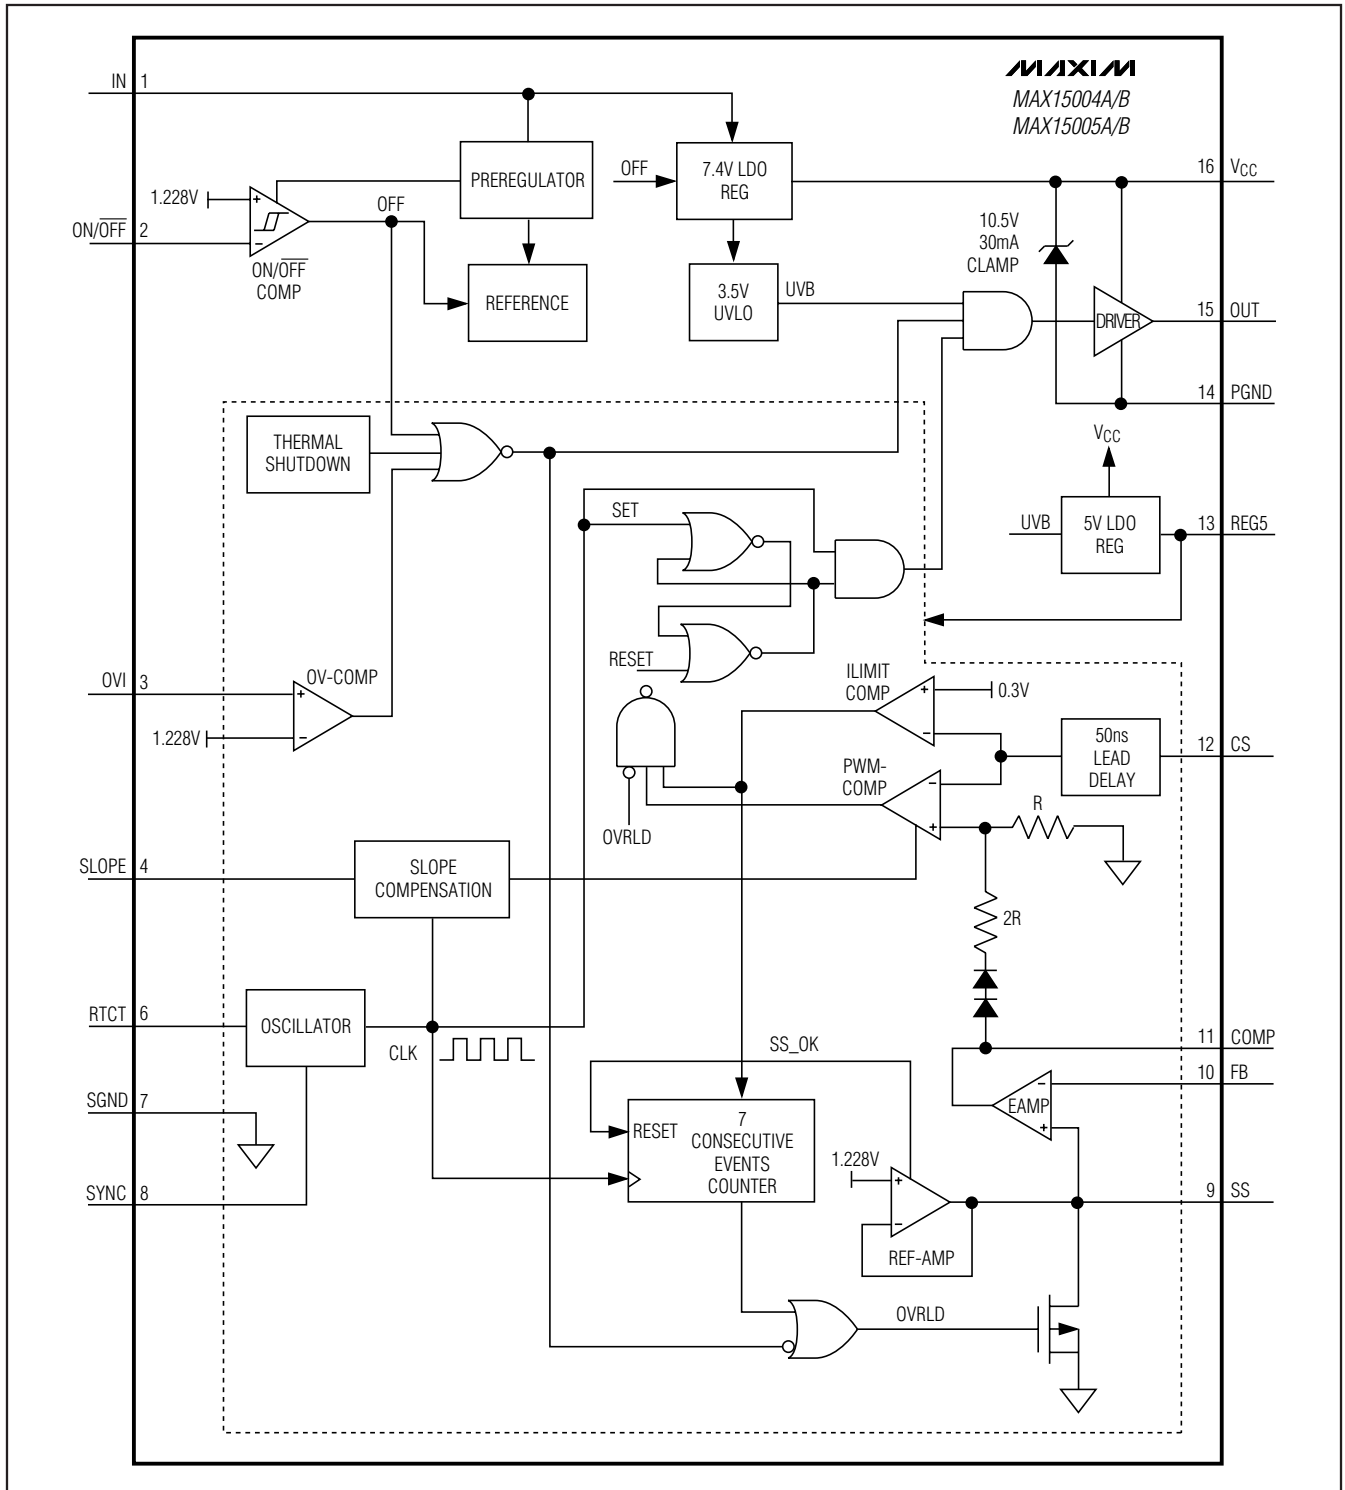 MAXIM
MAX15004A/B
MAX15005A/B
IN 1
PREREGULATOR
OFF
7.4V LDO
REG
16 VCC
1.228V
+
−
OFF
ON/OFF 2
ON/OFF
COMP
REFERENCE
3.5V
UVLO
UVB
10.5V
30mA
CLAMP
DRIVER
15 OUT
14 PGND
THERMAL
SHUTDOWN
VCC
UVB
5V LDO
REG
13 REG5
SET
RESET
OVI 3
OV-COMP
+
−
1.228V
ILIMIT
COMP
+
−
0.3V
50ns
LEAD
DELAY
12 CS
PWM-
COMP
−
+
R
OVRLD
SLOPE 4
SLOPE
COMPENSATION
2R
RTCT 6
OSCILLATOR
CLK
SS_OK
11 COMP
10 FB
−
EAMP
+
SGND 7
RESET
7
CONSECUTIVE
EVENTS
COUNTER
SYNC 8
1.228V
+
−
REF-AMP
9 SS
OVRLD